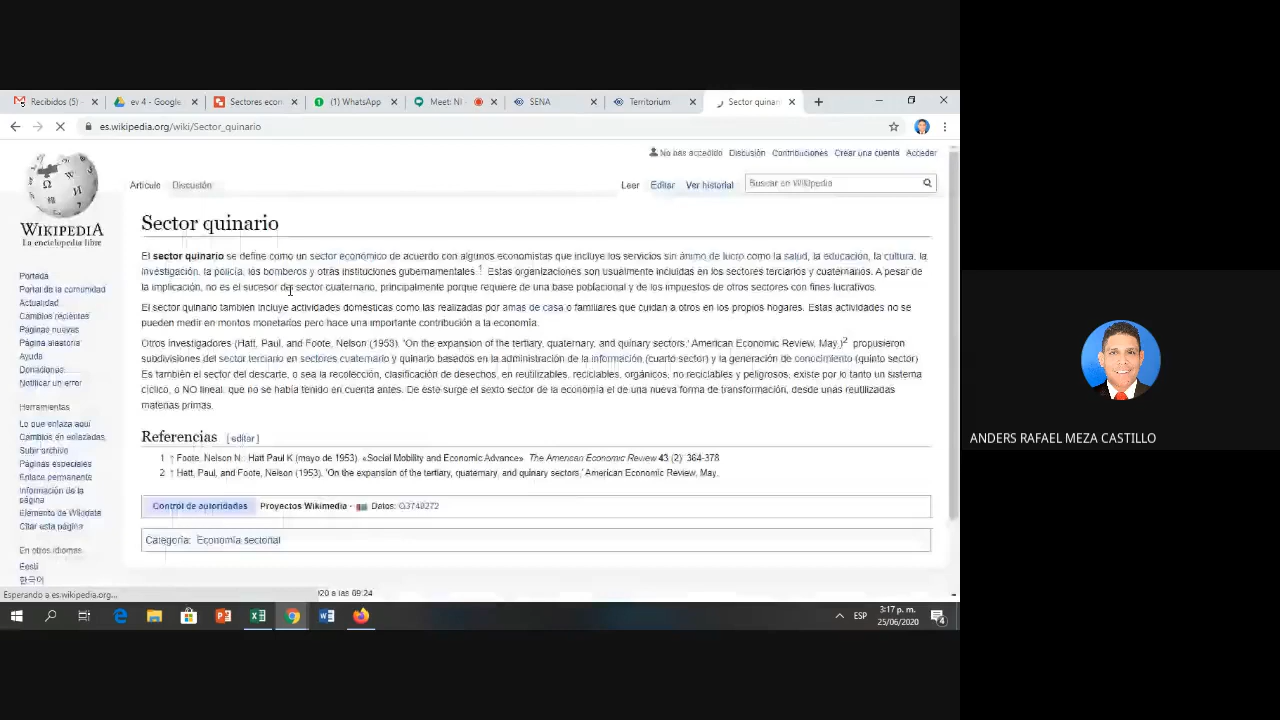 Recibidos (5)
ev 4 - Google
Sectores econ
(1) WhatsApp
Meet: NI
SENA
Territorium
Sector quinar
es.wikipedia.org/wiki/Sector_quinario
No has accedido Discusión Contribuciones Crear una cuenta Acceder
Artículo Discusión
Leer Editar Ver historial
Buscar en Wikipedia
WIKIPEDIA
La enciclopedia libre
Portada
Portal de la comunidad
Actualidad
Cambios recientes
Páginas nuevas
Página aleatoria
Ayuda
Donaciones
Notificar un error
Herramientas
Lo que enlaza aquí
Cambios en enlazadas
Subir archivo
Páginas especiales
Enlace permanente
Información de la
página
Elemento de Wikidata
Citar esta página
En otros idiomas
Eesti
한국어
Sector quinario
El sector quinario se define como un sector económico de acuerdo con algunos economistas que incluye los servicios sin ánimo de lucro como la salud, la educación, la cultura, la
investigación, la policía, los bomberos y otras instituciones gubernamentales.1 Estas organizaciones son usualmente incluidas en los sectores terciarios y cuaternarios. A pesar de
la implicación, no es el sucesor del sector cuaternario, principalmente porque requiere de una base poblacional y de los impuestos de otros sectores con fines lucrativos.
El sector quinario también incluye actividades domésticas como las realizadas por amas de casa o familiares que cuidan a otros en los propios hogares. Estas actividades no se
pueden medir en montos monetarios pero hace una importante contribución a la economía.
Otros investigadores (Hatt, Paul, and Foote, Nelson (1953). 'On the expansion of the tertiary, quaternary, and quinary sectors,' American Economic Review, May.)2 propusieron
subdivisiones del sector terciario en sectores cuaternario y quinario basados en la administración de la información (cuarto sector) y la generación de conocimiento (quinto sector)
Es también el sector del descarte, o sea la recolección, clasificación de desechos, en reutilizables, reciclables, orgánicos, no reciclables y peligrosos, existe por lo tanto un sistema
cíclico, o NO lineal, que no se había tenido en cuenta antes. De este surge el sexto sector de la economía el de una nueva forma de transformación, desde unas reutilizadas
materias primas.
Referencias [ editar ]
1 ↑ Foote, Nelson N.; Hatt Paul K (mayo de 1953). «Social Mobility and Economic Advance». The American Economic Review 43 (2): 364-378
2 ↑ Hatt, Paul, and Foote, Nelson (1953), 'On the expansion of the tertiary, quaternary, and quinary sectors,' American Economic Review, May.
Control de autoridades Proyectos Wikimedia · Datos: Q3740272
Categoría: Economía sectorial
Esperando a es.wikipedia.org...
020 a las 09:24
ESP
3:17 p. m.
25/06/2020
4
ANDERS RAFAEL MEZA CASTILLO